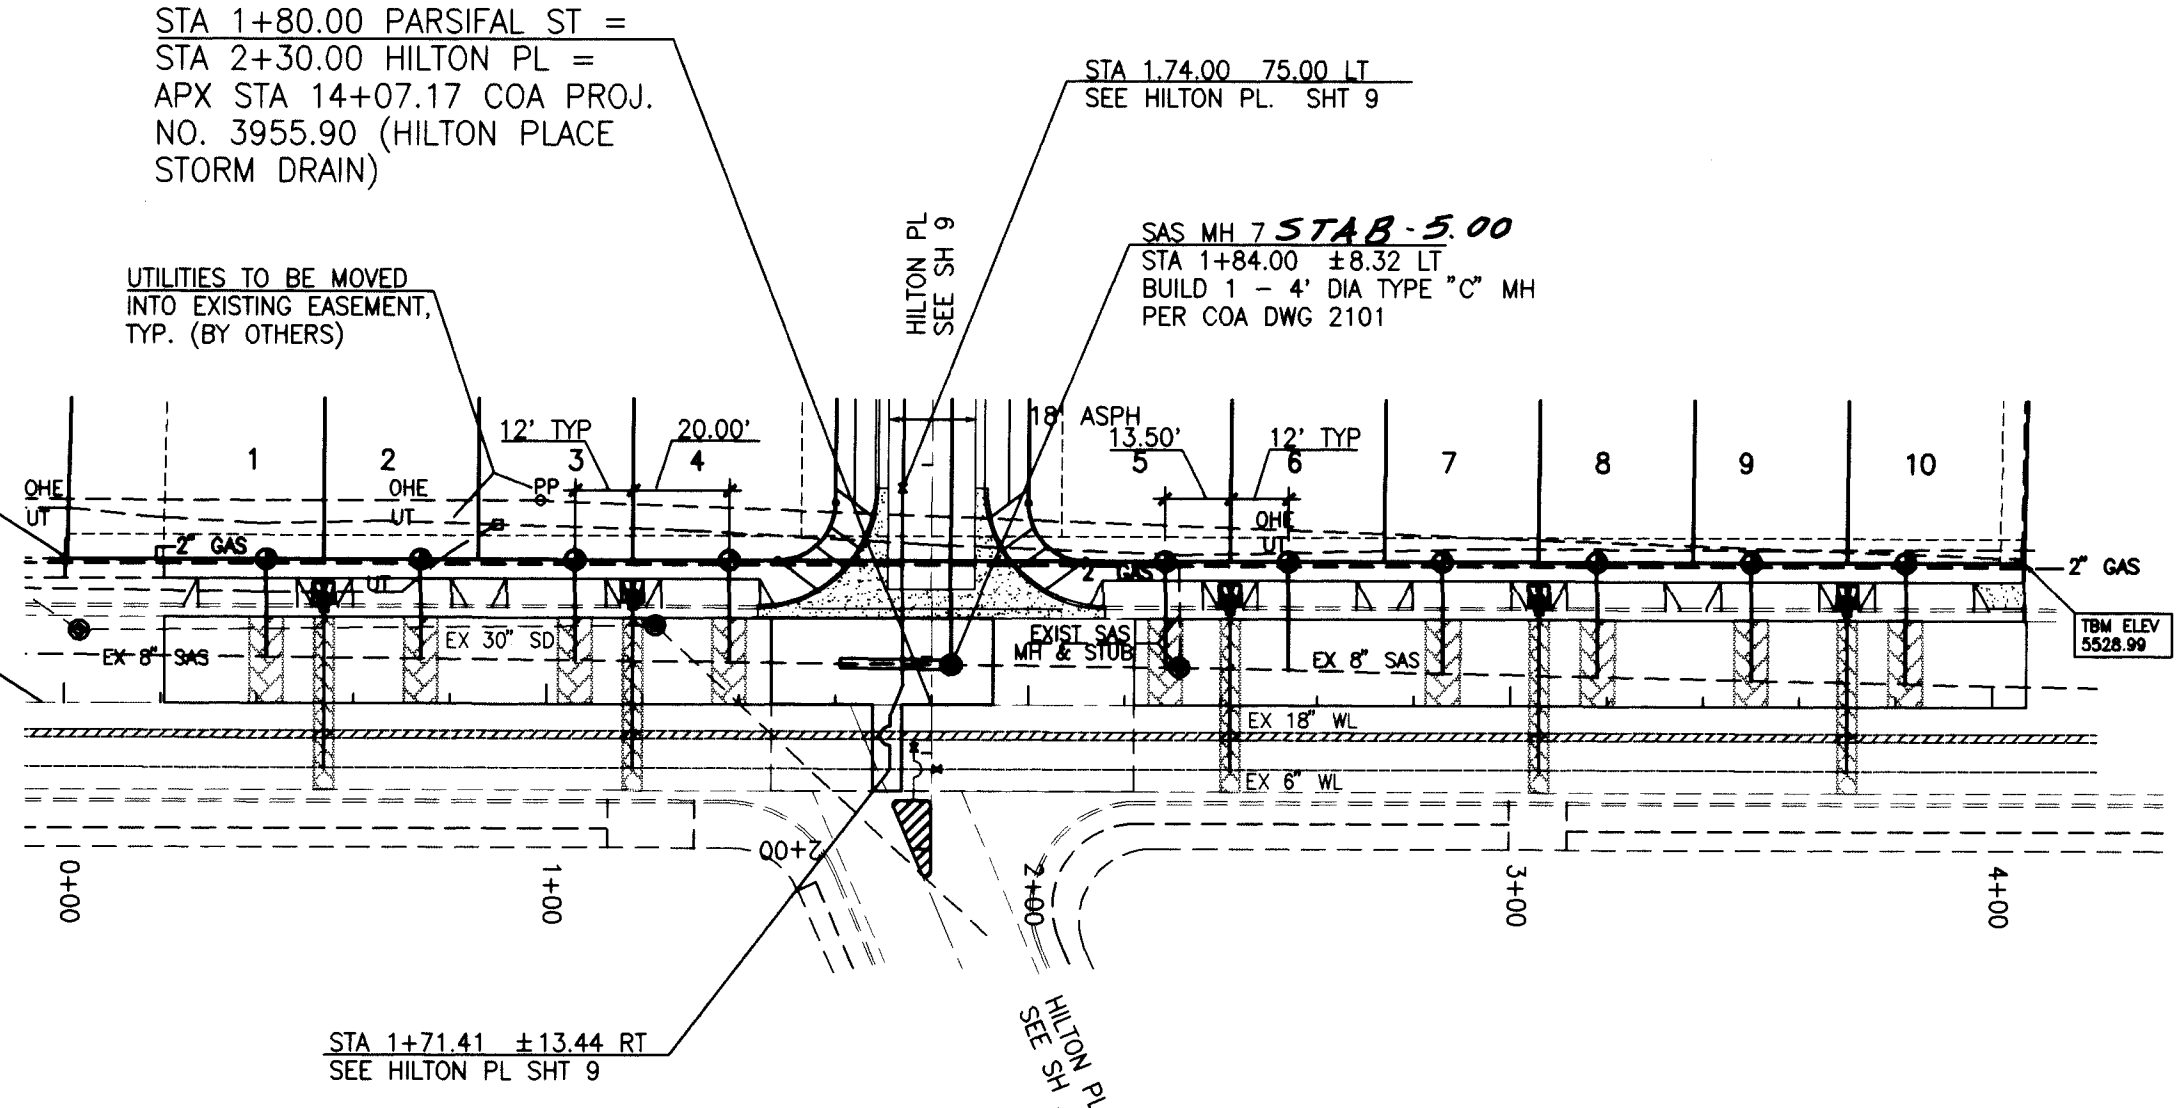 STA 1+80.00 PARSIFAL ST =
STA 2+30.00 HILTON PL =
APX STA 14+07.17 COA PROJ.
NO. 3955.90 (HILTON PLACE
STORM DRAIN)
STA 1.74.00 75.00 LT
SEE HILTON PL. SHT 9
HILTON PL
SEE SH 9
SAS MH 7 STAB - 5.00
STA 1+84.00 ±8.32 LT
BUILD 1 - 4' DIA TYPE "C" MH
PER COA DWG 2101
UTILITIES TO BE MOVED
INTO EXISTING EASEMENT,
TYP. (BY OTHERS)
12' TYP
20.00'
18' ASPH
13.50'
12' TYP
1
2
3
4
5
6
7
8
9
10
OHE
OHE
PP
OHE
UT
UT
UT
2" GAS
2" GAS
2" GAS
UT
TBM ELEV
5528.99
EX 30" SD
EXIST SAS
MH & STUB
EX 8" SAS
EX 8" SAS
EX 18" WL
EX 6" WL
2+00
0+00
1+00
2+00
3+00
4+00
STA 1+71.41 ±13.44 RT
SEE HILTON PL SHT 9
HILTON PL
SEE SH